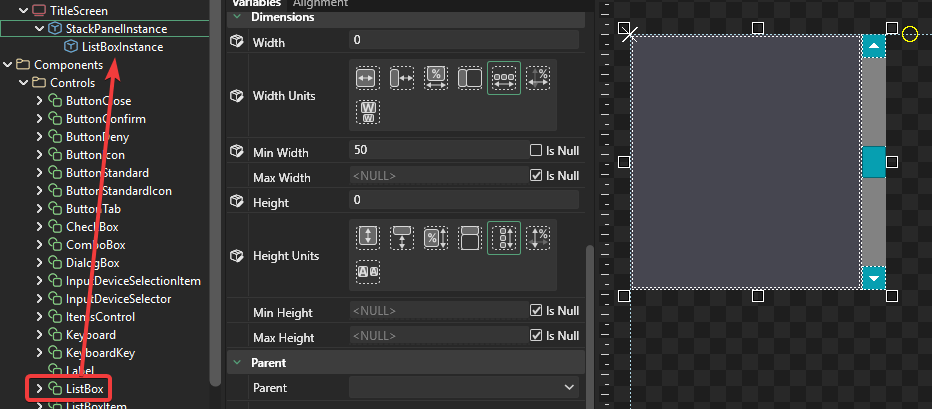 TitleScreen
StackPanelInstance
ListBoxInstance
Components
Controls
ButtonClose
ButtonConfirm
ButtonDeny
ButtonIcon
ButtonStandard
ButtonStandardIcon
ButtonTab
CheckBox
ComboBox
DialogBox
InputDeviceSelectionItem
InputDeviceSelector
ItemsControl
Keyboard
KeyboardKey
Label
ListBox
ListBoxItem
Variables Alignment
Dimensions
Width 0
Width Units
%
%
W
W
Min Width 50 Is Null
Max Width <NULL> Is Null
Height 0
Height Units
%
%
A a
Min Height <NULL> Is Null
Max Height <NULL> Is Null
Parent
Parent